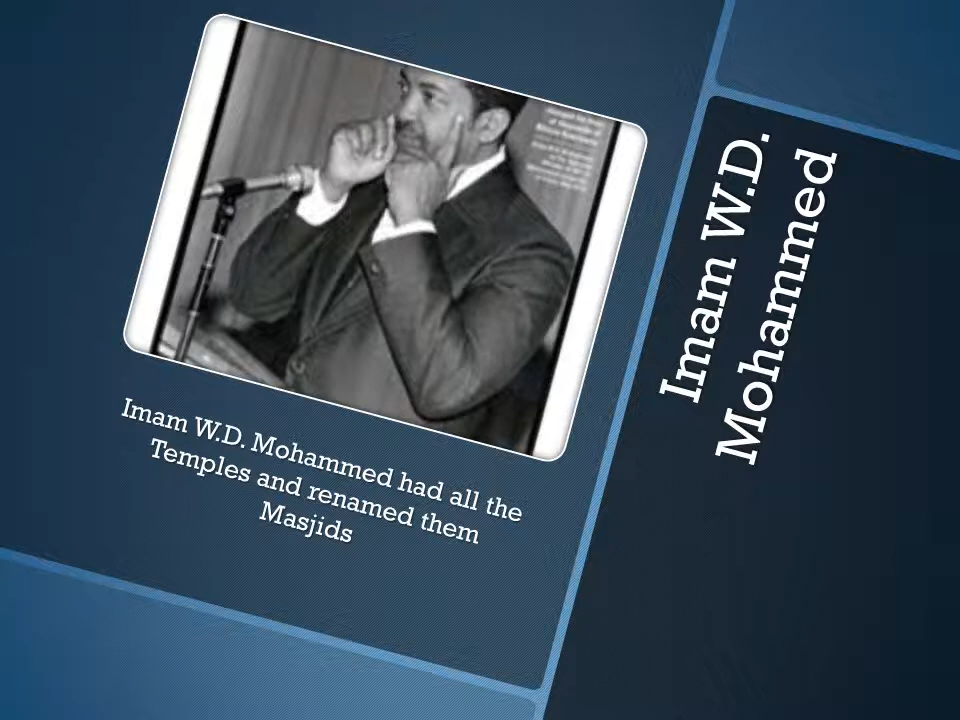 Imam W.D.
Mohammed
Imam W.D. Mohammed had all the
Temples and renamed them
Masjids